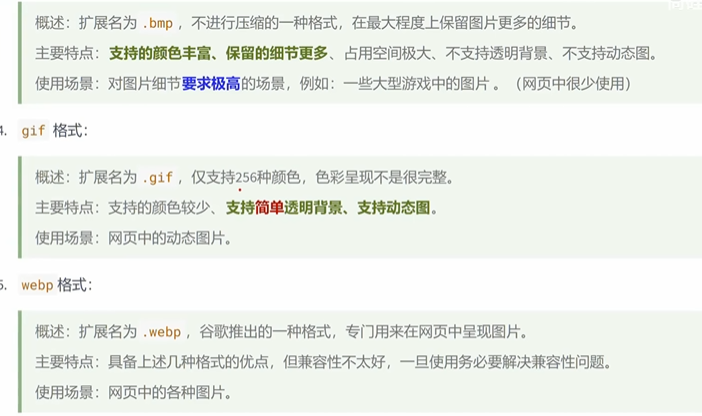 概述：扩展名为 .bmp ，不进行压缩的一种格式，在最大程度上保留图片更多的细节。
主要特点：支持的颜色丰富、保留的细节更多、占用空间极大、不支持透明背景、不支持动态图。
使用场景：对图片细节要求极高的场景，例如：一些大型游戏中的图片 。（网页中很少使用）
4. gif 格式：
概述：扩展名为 .gif ，仅支持256种颜色，色彩呈现不是很完整。
主要特点：支持的颜色较少、支持简单透明背景、支持动态图。
使用场景：网页中的动态图片。
5. webp 格式：
概述：扩展名为 .webp ，谷歌推出的一种格式，专门用来在网页中呈现图片。
主要特点：具备上述几种格式的优点，但兼容性不太好，一旦使用务必要解决兼容性问题。
使用场景：网页中的各种图片。